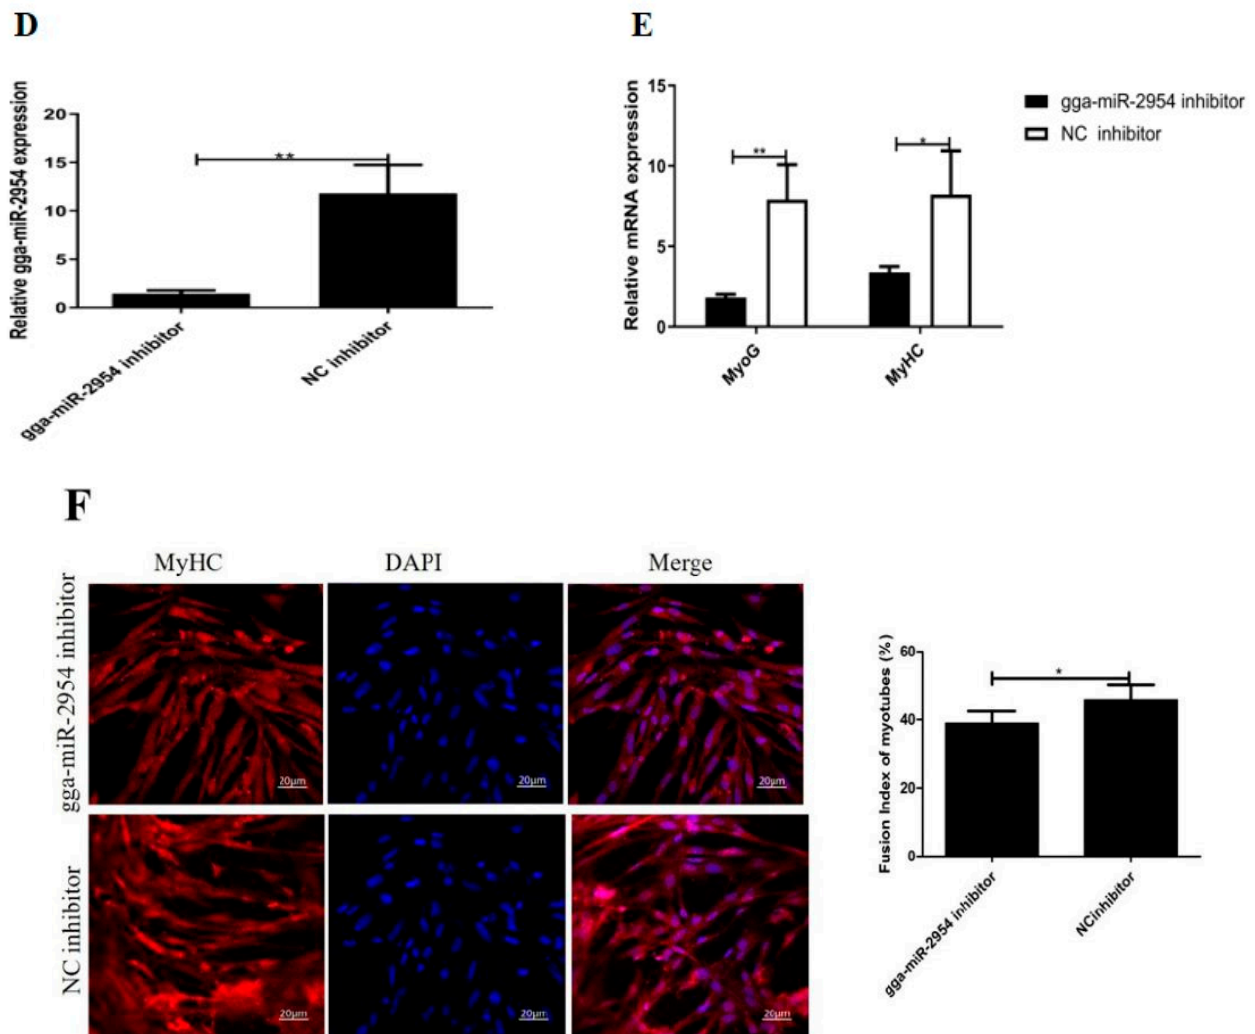 D
E
Relative gga-miR-2954 expression
20
15
10
5
0
**
gga-miR-2954 inhibitor
NC inhibitor
Relative mRNA expression
15
10
5
0
**
*
MyoG
MyHC
gga-miR-2954 inhibitor
NC inhibitor
F
MyHC
DAPI
Merge
gga-miR-2954 inhibitor
20μm
20μm
20μm
NC inhibitor
20μm
20μm
20μm
Fusion Index of myotubes (%)
60
40
20
0
*
gga-miR-2954 inhibitor
NCinhibitor